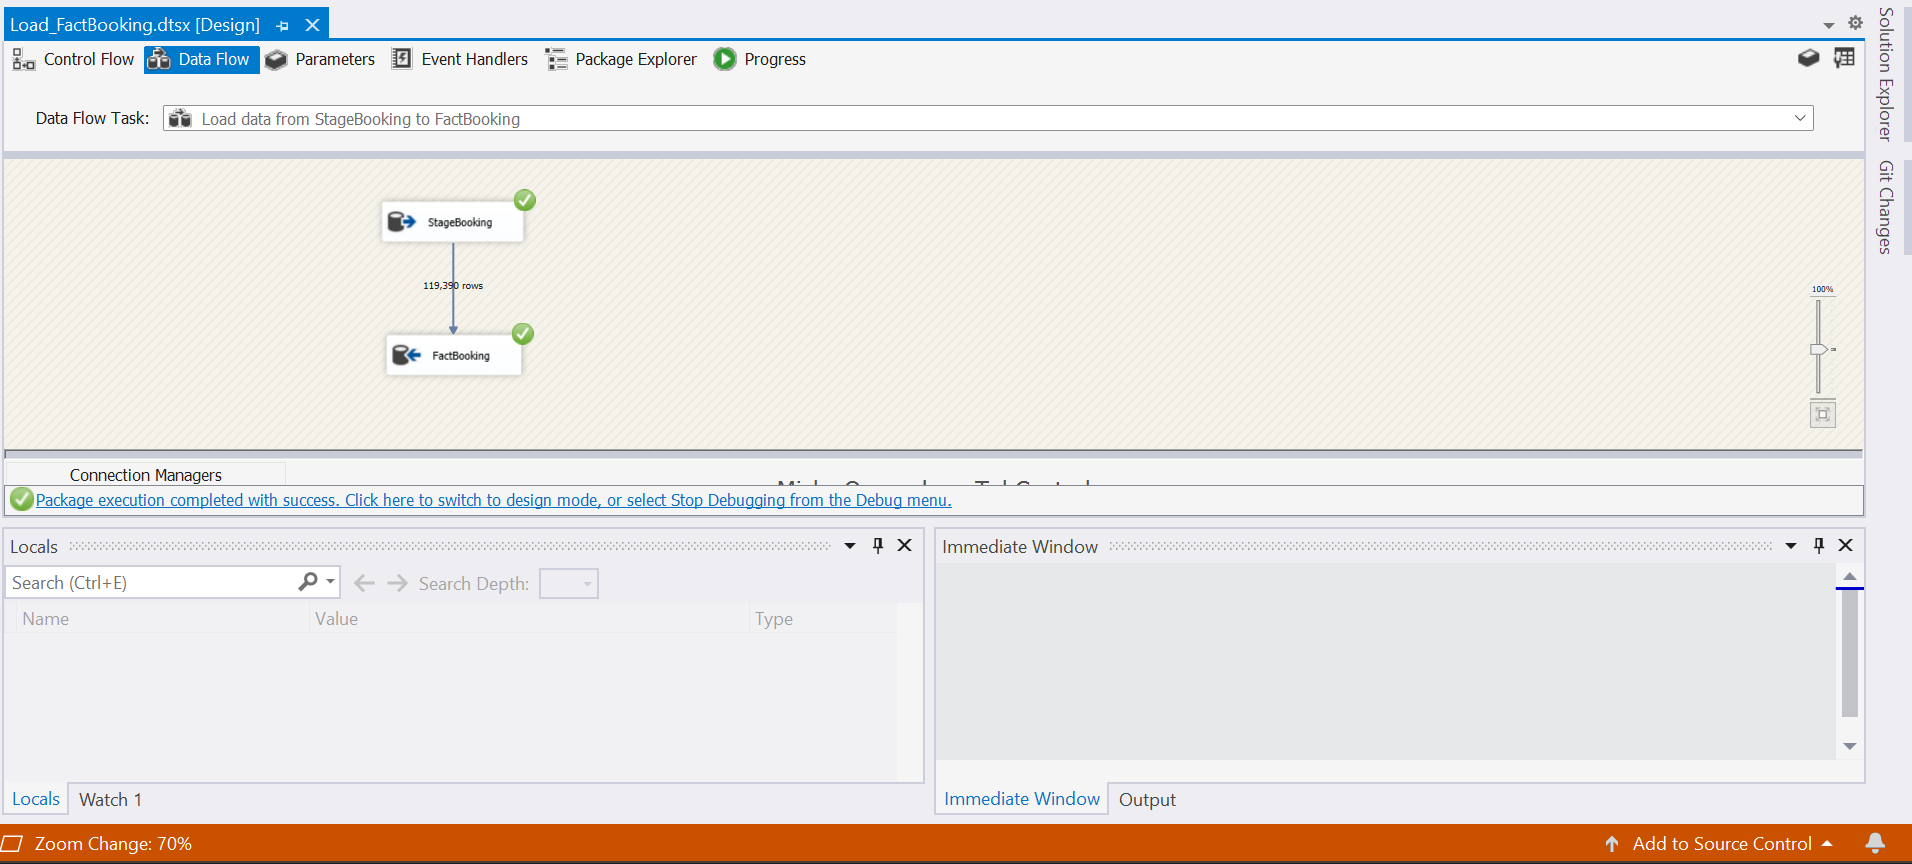 Load_FactBooking.dtsx [Design]
Control Flow Data Flow Parameters Event Handlers Package Explorer Progress
Data Flow Task: Load data from StageBooking to FactBooking
StageBooking
119,390 rows
FactBooking
100%
Connection Managers
Package execution completed with success. Click here to switch to design mode, or select Stop Debugging from the Debug menu.
Locals
Search (Ctrl+E) Search Depth:
Name Value Type
Locals Watch 1
Immediate Window
Immediate Window Output
Zoom Change: 70% Add to Source Control
Solution Explorer
Git Changes